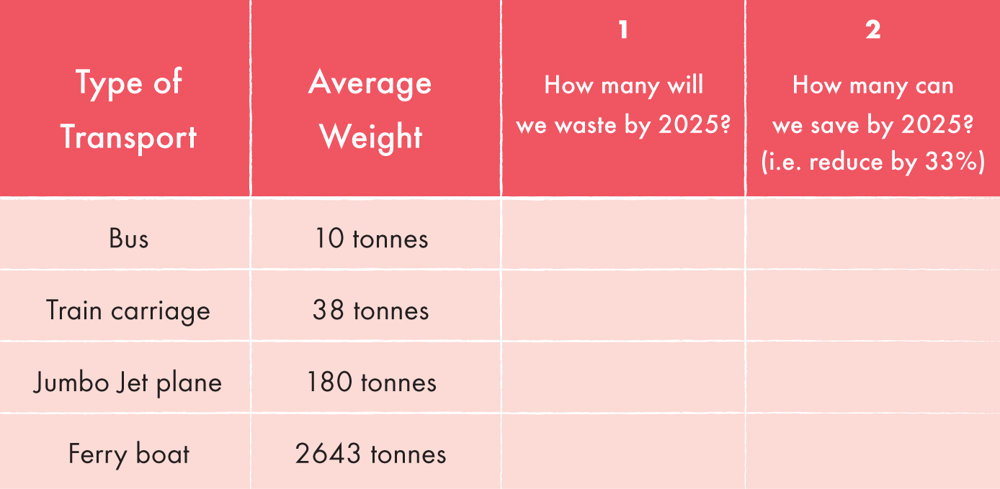 Type of
Transport
Average
Weight
1
How many will
we waste by 2025?
2
How many can
we save by 2025?
(i.e. reduce by 33%)
Bus
10 tonnes
Train carriage
38 tonnes
Jumbo Jet plane
180 tonnes
Ferry boat
2643 tonnes